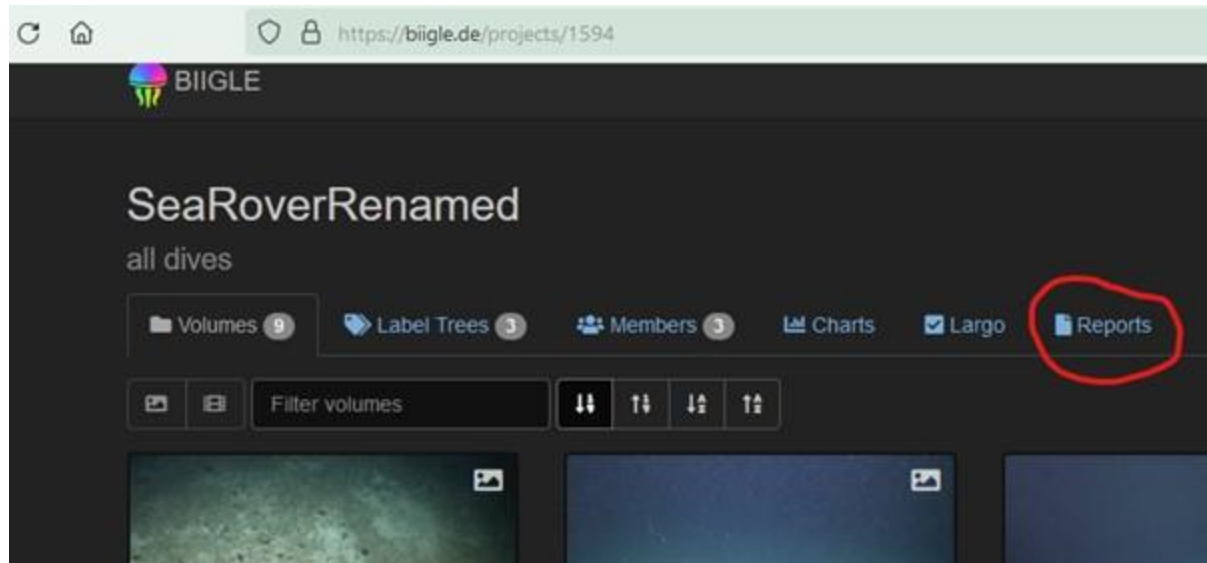 https://biigle.de/projects/1594
BIIGLE
SeaRoverRenamed
all dives
Volumes 9 Label Trees 3 Members 3 Charts Largo Reports
Filter volumes